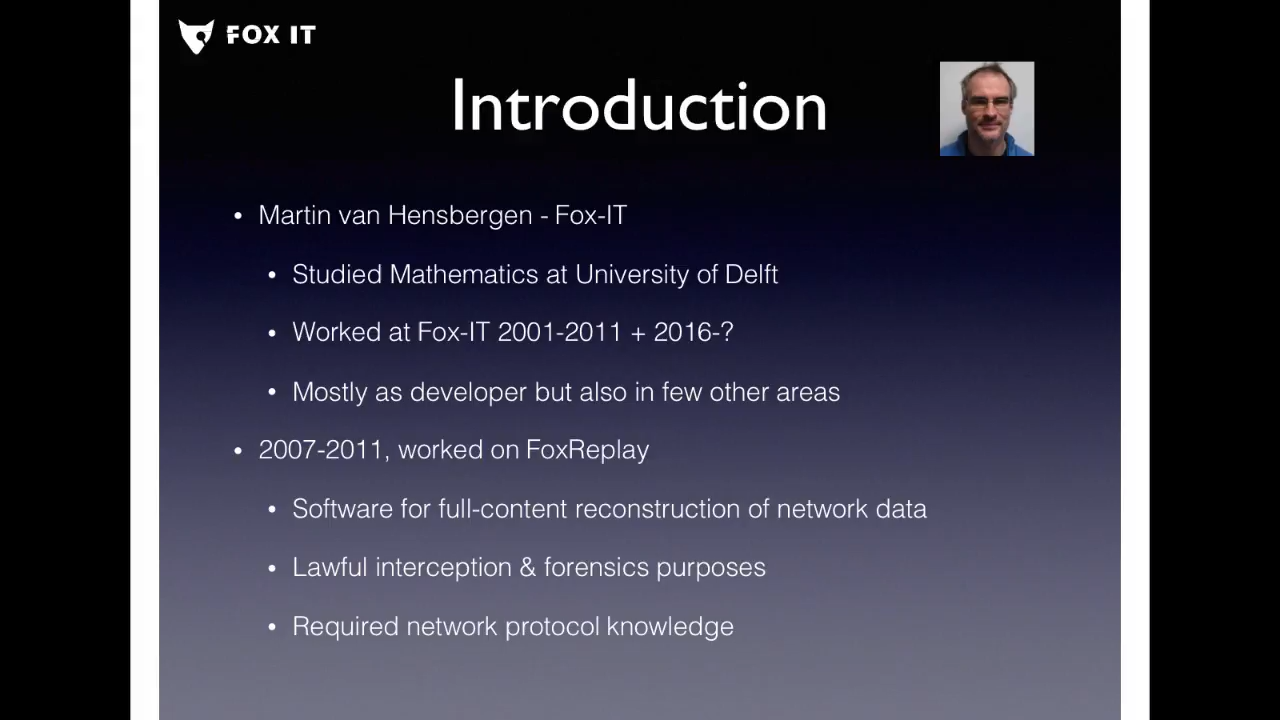 FOX IT
Introduction
• Martin van Hensbergen - Fox-IT
• Studied Mathematics at University of Delft
• Worked at Fox-IT 2001-2011 + 2016-?
• Mostly as developer but also in few other areas
• 2007-2011, worked on FoxReplay
• Software for full-content reconstruction of network data
• Lawful interception & forensics purposes
• Required network protocol knowledge